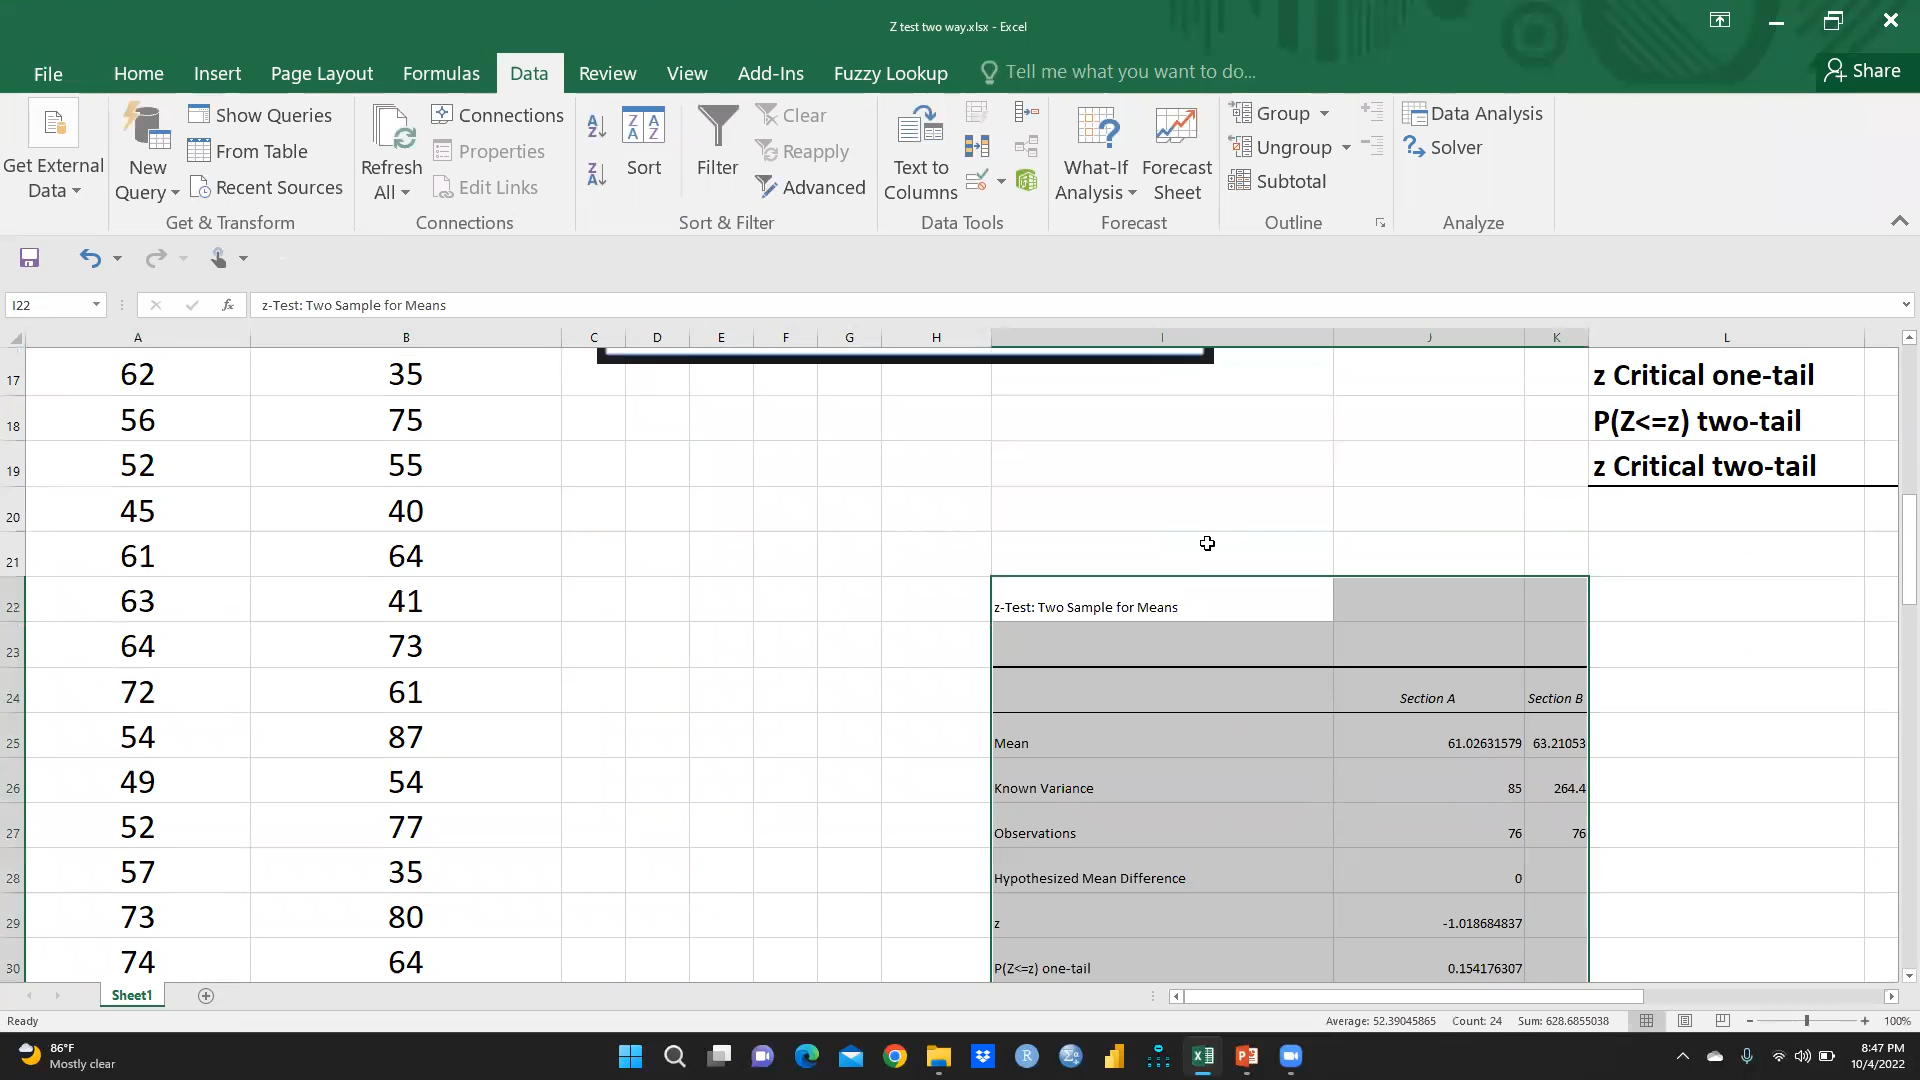 Z test two way.xlsx - Excel
File Home Insert Page Layout Formulas Data Review View Add-Ins Fuzzy Lookup Tell me what you want to do... Share
Get External Data
New Query
Show Queries
From Table
Recent Sources
Get & Transform
Refresh All
Connections
Properties
Edit Links
Connections
Sort
Filter
Clear
Reapply
Advanced
Sort & Filter
Text to Columns
Data Tools
What-If Analysis
Forecast Sheet
Forecast
Group
Ungroup
Subtotal
Outline
Data Analysis
Solver
Analyze
I22 fx z-Test: Two Sample for Means
A B C D E F G H I J K L
17 62 35 z Critical one-tail
18 56 75 P(Z<=z) two-tail
19 52 55 z Critical two-tail
20 45 40
21 61 64
22 63 41 z-Test: Two Sample for Means
23 64 73
24 72 61 Section A Section B
25 54 87 Mean 61.02631579 63.21053
26 49 54 Known Variance 85 264.4
27 52 77 Observations 76 76
28 57 35 Hypothesized Mean Difference 0
29 73 80 z -1.018684837
30 74 64 P(Z<=z) one-tail 0.154176307
Sheet1
Ready Average: 52.39045865 Count: 24 Sum: 628.6855038 100%
86°F
Mostly clear
8:47 PM
10/4/2022